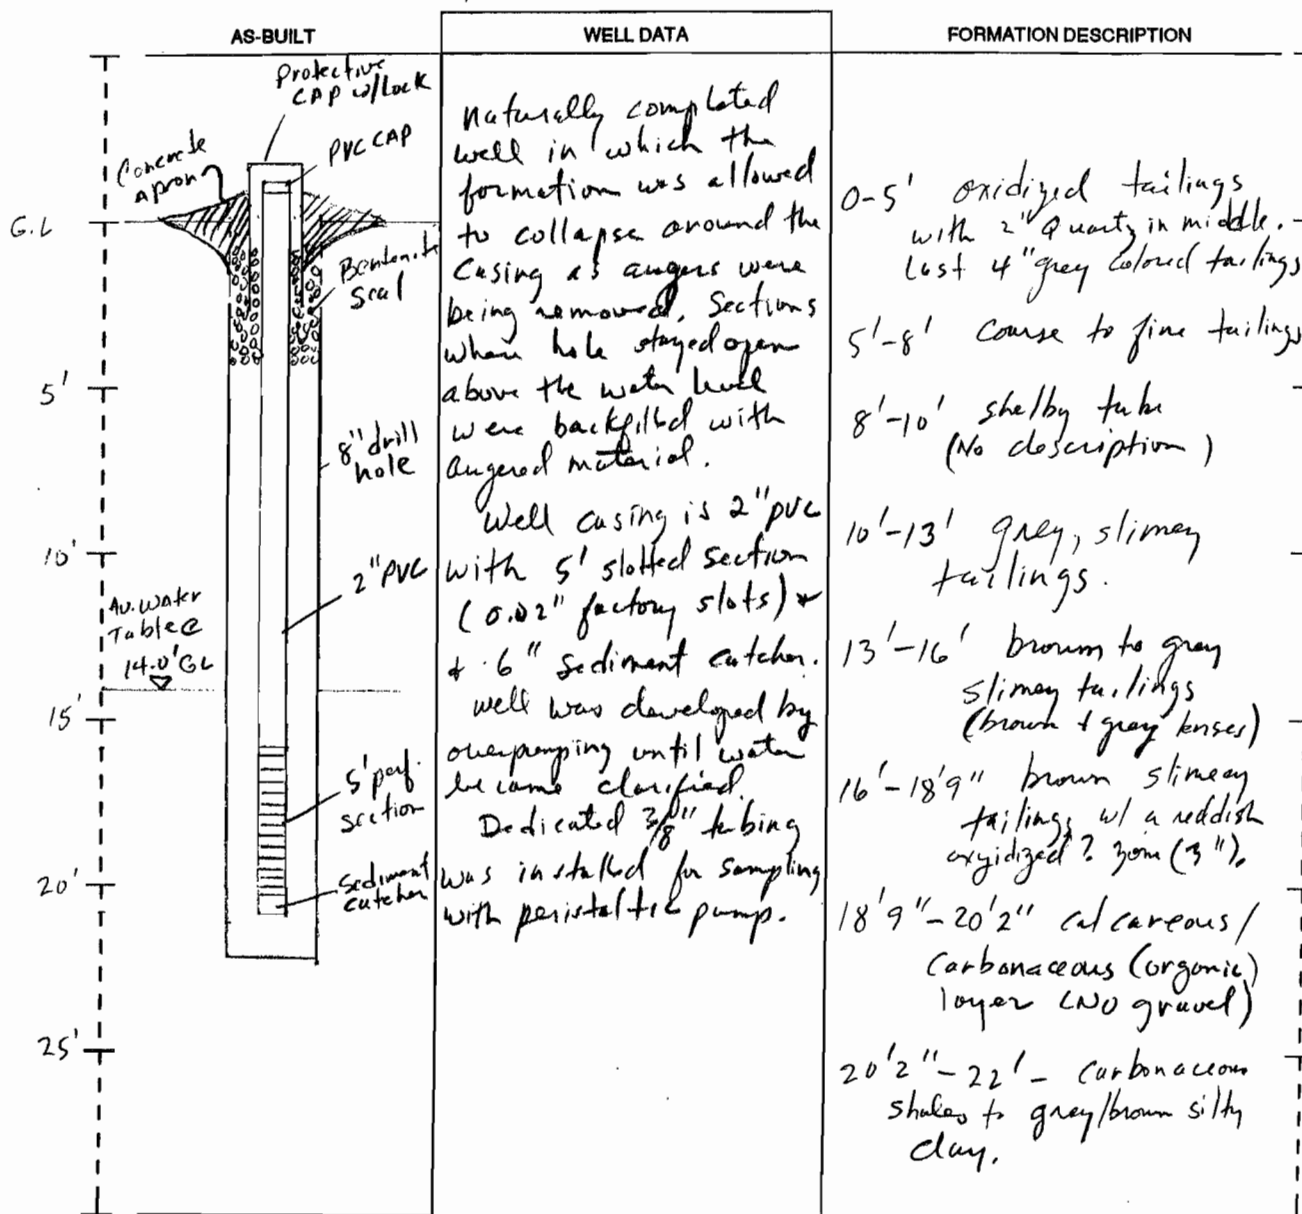 AS-BUILT
Protective
CAP w/Lock
PVC CAP
Concrete
apron
G.L
Bentonite
Seal
5'
8" drill
hole
10'
2" PVC
Av. Water
Table @
14.0' GL
15'
5' perf.
section
20'
Sediment
catcher
25'
WELL DATA
Naturally completed
well in which the
formation was allowed
to collapse around the
Casing as augers were
being removed. Sections
where hole stayed open
above the water level
were backfilled with
augered material.
Well casing is 2" pvc
with 5' slotted section
(0.02" factory slots)
+ .6" sediment catcher.
well was developed by
overpumping until water
became clarified.
Dedicated 3/8" tubing
was installed for sampling
with peristaltic pump.
FORMATION DESCRIPTION
0-5' oxidized tailings
with 2" Quartz in middle.
Last 4" grey colored tailings
5'-8' course to fine tailings
8'-10' shelby tube
(No description)
10'-13' grey, slimey
tailings.
13'-16' brown to gray
slimey tailings
(brown + gray lenses)
16'-18'9" brown slimeey
tailings w/ a reddish
oxyidized? zone (3").
18'9"-20'2" calcareous/
Carbonaceous (organic)
layer (NO gravel)
20'2"-22' - Carbonaceous
shales to gray/brown silty
clay.